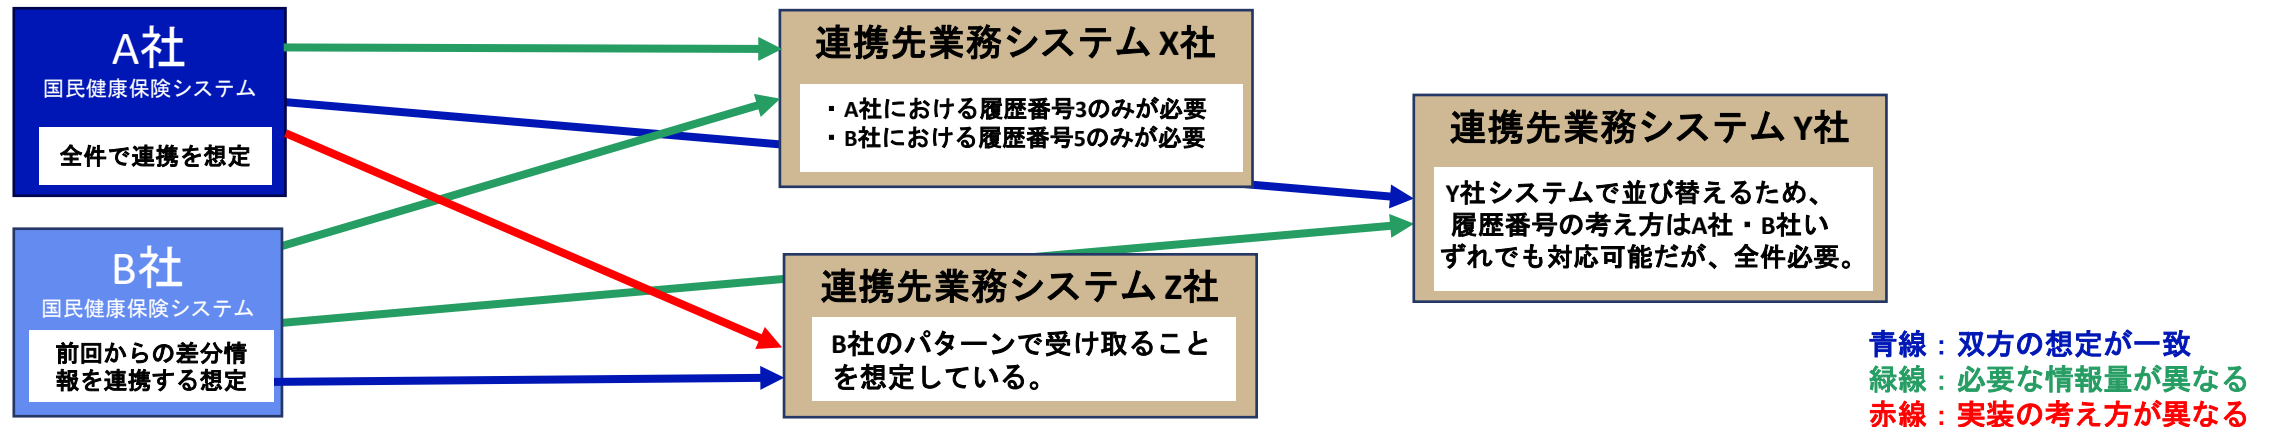 A社
国民健康保険システム
全件で連携を想定
B社
国民健康保険システム
前回からの差分情
報を連携する想定
連携先業務システム X社
・A社における履歴番号3のみが必要
・B社における履歴番号5のみが必要
連携先業務システム Z社
B社のパターンで受け取ること
を想定している。
連携先業務システム Y社
Y社システムで並び替えるため、
履歴番号の考え方はA社・B社い
ずれでも対応可能だが、全件必要。
青線：双方の想定が一致
緑線：必要な情報量が異なる
赤線：実装の考え方が異なる